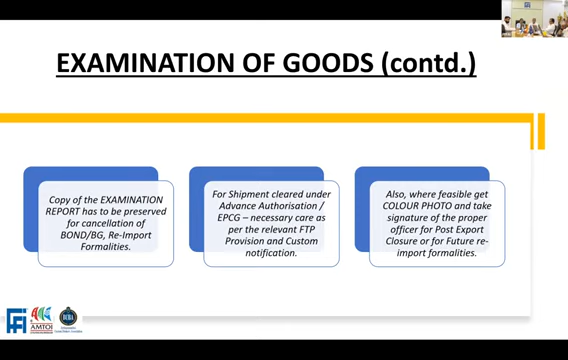 EXAMINATION OF GOODS (contd.)
Copy of the EXAMINATION
REPORT has to be preserved
for cancellation of
BOND/BG, Re-Import
Formalities.
For Shipment cleared under
Advance Authorisation /
EPCG – necessary care as
per the relevant FTP
Provision and Custom
notification.
Also, where feasible get
COLOUR PHOTO and take
signature of the proper
officer for Post Export
Closure or for Future re-
import formalities.
AMTOI